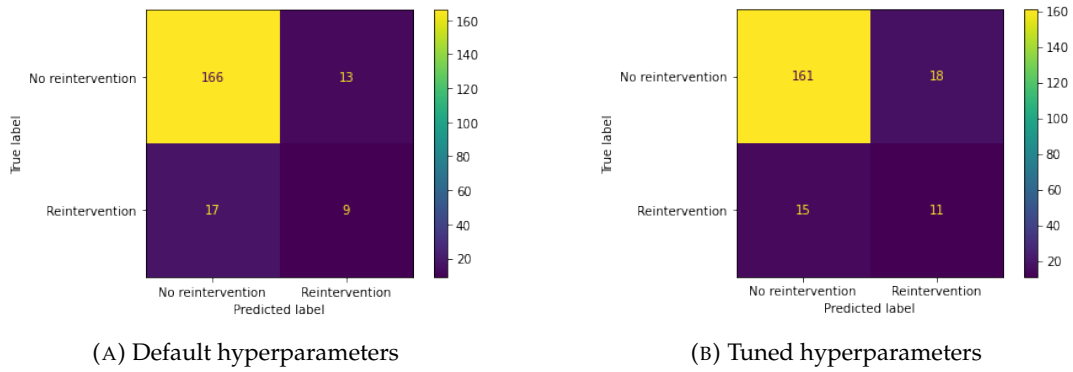 160
No reintervention
166
13
140
120
100
True label
80
60
Reintervention
17
9
40
20
No reintervention
Reintervention
Predicted label
(A) Default hyperparameters
160
No reintervention
161
18
140
120
100
True label
80
60
Reintervention
15
11
40
20
No reintervention
Reintervention
Predicted label
(B) Tuned hyperparameters